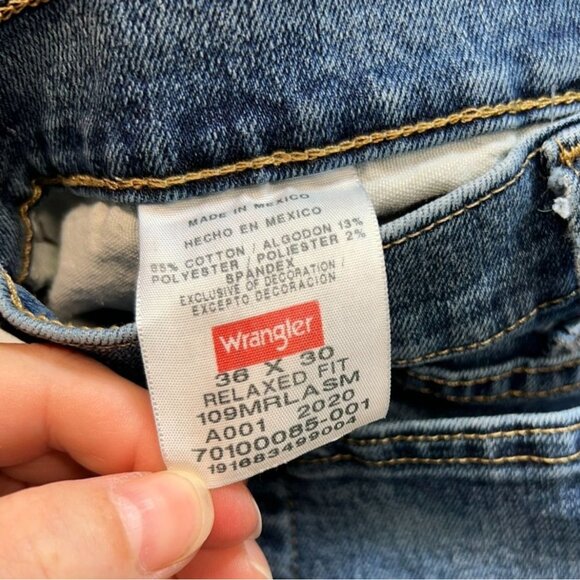 MADE IN MEXICO
HECHO EN MEXICO
85% COTTON / ALGODON 13%
POLYESTER / POLIESTER 2%
SPANDEX
EXCLUSIVE OF DECORATION /
EXCEPTO DECORACION
Wrangler
36 X 30
RELAXED FIT
109MRLASM
A001 2020
70100085-001
191683499004